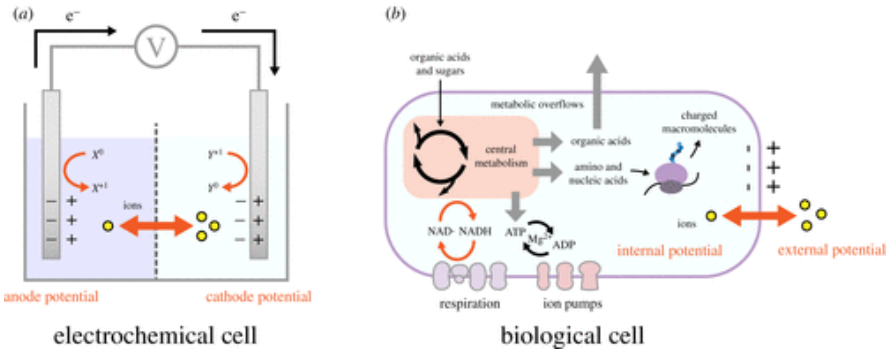 (a)
e⁻
e⁻
V
X⁰
X⁺¹
Y⁺¹
Y⁰
− +
− +
− +
− +
− +
− +
ions
anode potential
cathode potential
electrochemical cell
(b)
organic acids
and sugars
metabolic overflows
central
metabolism
organic acids
amino and
nucleic acids
charged
macromolecules
- +
- +
- +
NAD· NADH
ATP
Mg²⁺
ADP
ions
internal potential
external potential
respiration
ion pumps
biological cell